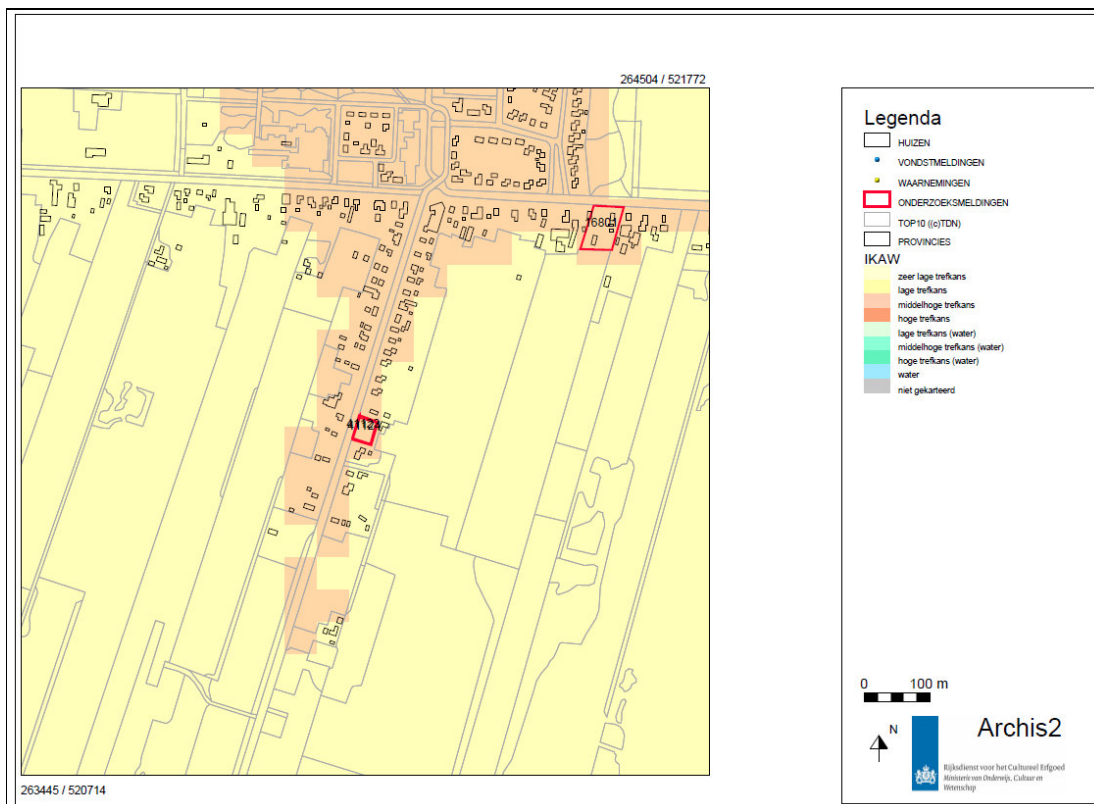 264504 / 521772
16801
263445 / 520714
Legenda
HUIZEN
VONDSTMELDINGEN
WAARNEMINGEN
ONDERZOEKSMELDINGEN
TOP10 ((c)TDN)
PROVINCIES
IKAW
zeer lage trefkans
lage trefkans
middelhoge trefkans
hoge trefkans
lage trefkans (water)
middelhoge trefkans (water)
hoge trefkans (water)
water
niet gekarteerd
0 100 m
N
Archis2
Rijksdienst voor het Cultureel Erfgoed
Ministerie van Onderwijs, Cultuur en
Wetenschap